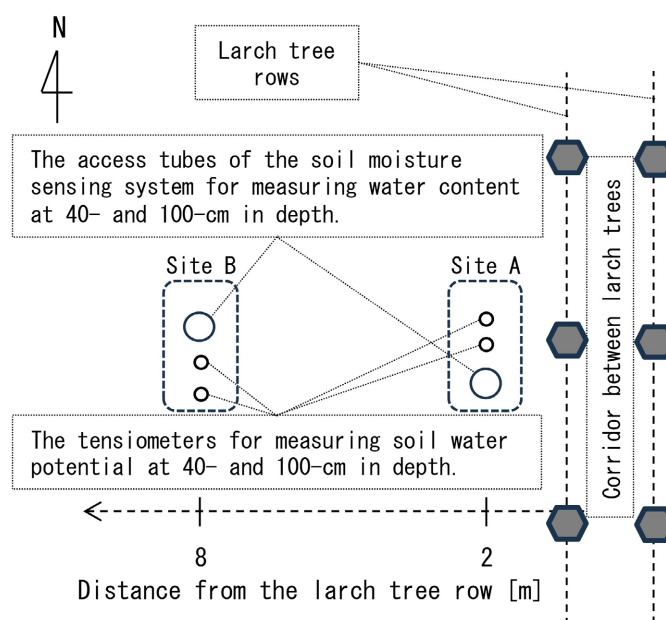 N
Larch tree
rows
The access tubes of the soil moisture
sensing system for measuring water content
at 40- and 100-cm in depth.
Site B
Site A
Corridor between larch trees
The tensiometers for measuring soil water
potential at 40- and 100-cm in depth.
8
2
Distance from the larch tree row [m]